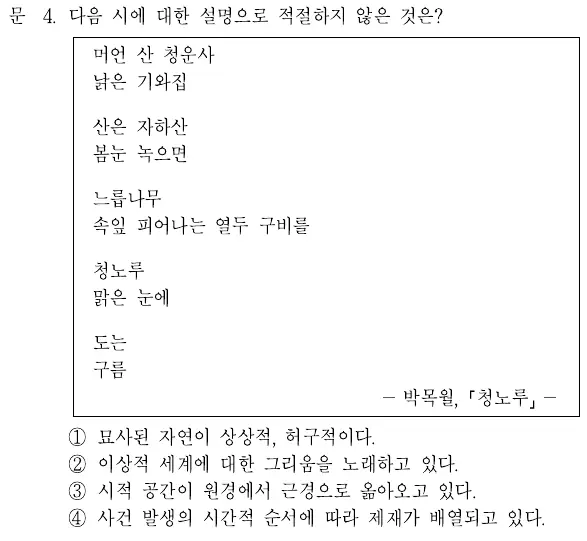 문 4. 다음 시에 대한 설명으로 적절하지 않은 것은?
머언 산 청운사
낡은 기와집
산은 자하산
봄눈 녹으면
느릅나무
속잎 피어나는 열두 구비를
청노루
맑은 눈에
도는
구름
- 박목월, 「청노루」 -
① 묘사된 자연이 상상적, 허구적이다.
② 이상적 세계에 대한 그리움을 노래하고 있다.
③ 시적 공간이 원경에서 근경으로 옮아오고 있다.
④ 사건 발생의 시간적 순서에 따라 제재가 배열되고 있다.